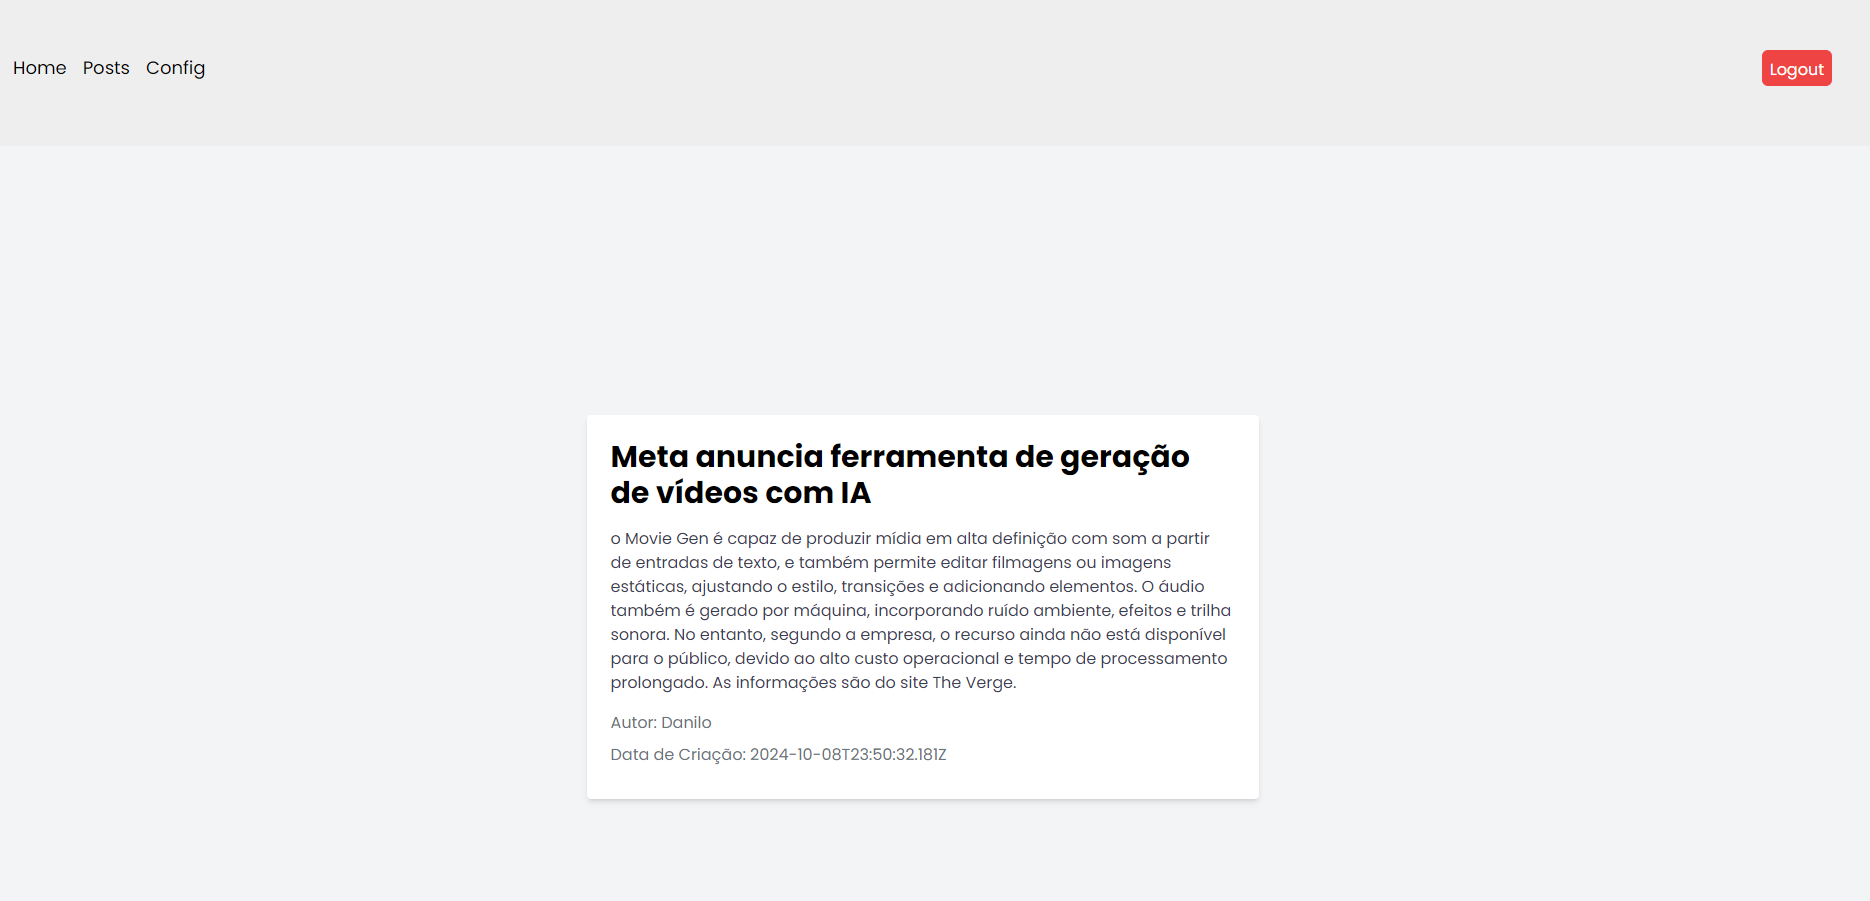 Home Posts Config
Logout
Meta anuncia ferramenta de geração
de vídeos com IA
o Movie Gen é capaz de produzir mídia em alta definição com som a partir
de entradas de texto, e também permite editar filmagens ou imagens
estáticas, ajustando o estilo, transições e adicionando elementos. O áudio
também é gerado por máquina, incorporando ruído ambiente, efeitos e trilha
sonora. No entanto, segundo a empresa, o recurso ainda não está disponível
para o público, devido ao alto custo operacional e tempo de processamento
prolongado. As informações são do site The Verge.
Autor: Danilo
Data de Criação: 2024-10-08T23:50:32.181Z